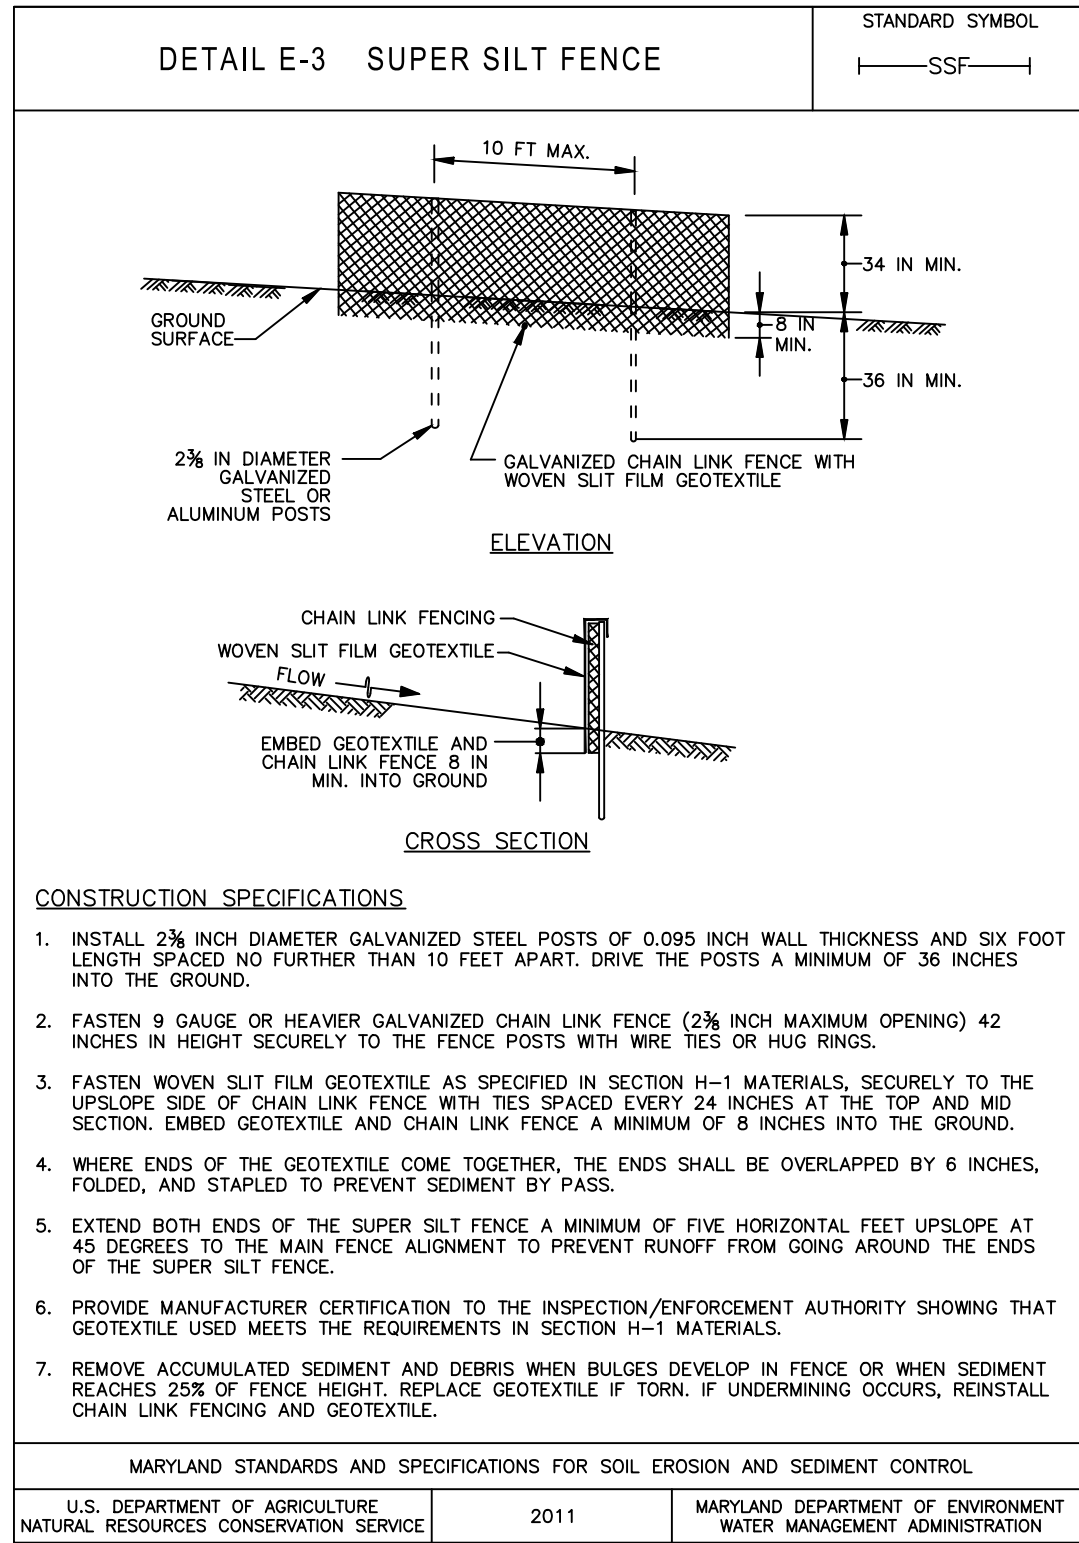 DETAIL E-3 SUPER SILT FENCE
STANDARD SYMBOL
SSF
10 FT MAX.
34 IN MIN.
GROUND
SURFACE
8 IN
MIN.
36 IN MIN.
2⅜ IN DIAMETER
GALVANIZED
STEEL OR
ALUMINUM POSTS
GALVANIZED CHAIN LINK FENCE WITH
WOVEN SLIT FILM GEOTEXTILE
ELEVATION
CHAIN LINK FENCING
WOVEN SLIT FILM GEOTEXTILE
FLOW
EMBED GEOTEXTILE AND
CHAIN LINK FENCE 8 IN
MIN. INTO GROUND
CROSS SECTION
CONSTRUCTION SPECIFICATIONS
1. INSTALL 2⅜ INCH DIAMETER GALVANIZED STEEL POSTS OF 0.095 INCH WALL THICKNESS AND SIX FOOT
LENGTH SPACED NO FURTHER THAN 10 FEET APART. DRIVE THE POSTS A MINIMUM OF 36 INCHES
INTO THE GROUND.
2. FASTEN 9 GAUGE OR HEAVIER GALVANIZED CHAIN LINK FENCE (2⅜ INCH MAXIMUM OPENING) 42
INCHES IN HEIGHT SECURELY TO THE FENCE POSTS WITH WIRE TIES OR HUG RINGS.
3. FASTEN WOVEN SLIT FILM GEOTEXTILE AS SPECIFIED IN SECTION H-1 MATERIALS, SECURELY TO THE
UPSLOPE SIDE OF CHAIN LINK FENCE WITH TIES SPACED EVERY 24 INCHES AT THE TOP AND MID
SECTION. EMBED GEOTEXTILE AND CHAIN LINK FENCE A MINIMUM OF 8 INCHES INTO THE GROUND.
4. WHERE ENDS OF THE GEOTEXTILE COME TOGETHER, THE ENDS SHALL BE OVERLAPPED BY 6 INCHES,
FOLDED, AND STAPLED TO PREVENT SEDIMENT BY PASS.
5. EXTEND BOTH ENDS OF THE SUPER SILT FENCE A MINIMUM OF FIVE HORIZONTAL FEET UPSLOPE AT
45 DEGREES TO THE MAIN FENCE ALIGNMENT TO PREVENT RUNOFF FROM GOING AROUND THE ENDS
OF THE SUPER SILT FENCE.
6. PROVIDE MANUFACTURER CERTIFICATION TO THE INSPECTION/ENFORCEMENT AUTHORITY SHOWING THAT
GEOTEXTILE USED MEETS THE REQUIREMENTS IN SECTION H-1 MATERIALS.
7. REMOVE ACCUMULATED SEDIMENT AND DEBRIS WHEN BULGES DEVELOP IN FENCE OR WHEN SEDIMENT
REACHES 25% OF FENCE HEIGHT. REPLACE GEOTEXTILE IF TORN. IF UNDERMINING OCCURS, REINSTALL
CHAIN LINK FENCING AND GEOTEXTILE.
MARYLAND STANDARDS AND SPECIFICATIONS FOR SOIL EROSION AND SEDIMENT CONTROL
U.S. DEPARTMENT OF AGRICULTURE
NATURAL RESOURCES CONSERVATION SERVICE
2011
MARYLAND DEPARTMENT OF ENVIRONMENT
WATER MANAGEMENT ADMINISTRATION